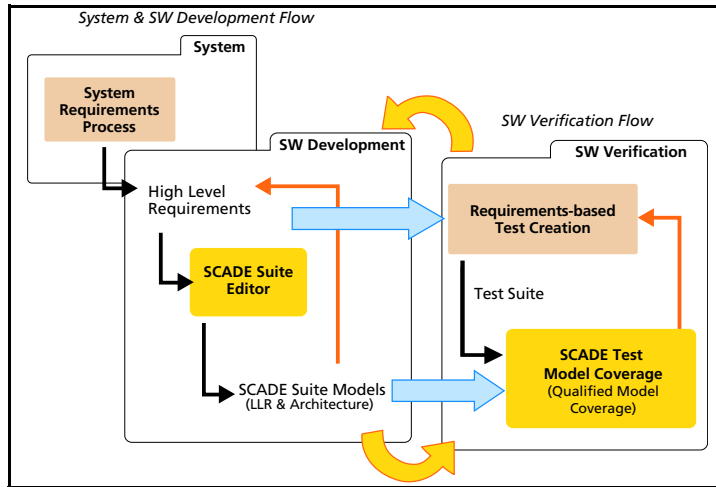 System & SW Development Flow
System
System
Requirements
Process
SW Development
High Level
Requirements
SCADE Suite
Editor
SCADE Suite Models
(LLR & Architecture)
SW Verification Flow
SW Verification
Requirements-based
Test Creation
Test Suite
SCADE Test
Model Coverage
(Qualified Model
Coverage)